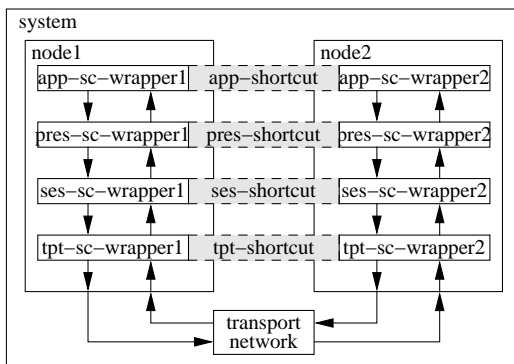 system
node1
node2
app-sc-wrapper1 app-shortcut app-sc-wrapper2
pres-sc-wrapper1 pres-shortcut pres-sc-wrapper2
ses-sc-wrapper1 ses-shortcut ses-sc-wrapper2
tpt-sc-wrapper1 tpt-shortcut tpt-sc-wrapper2
transport
network